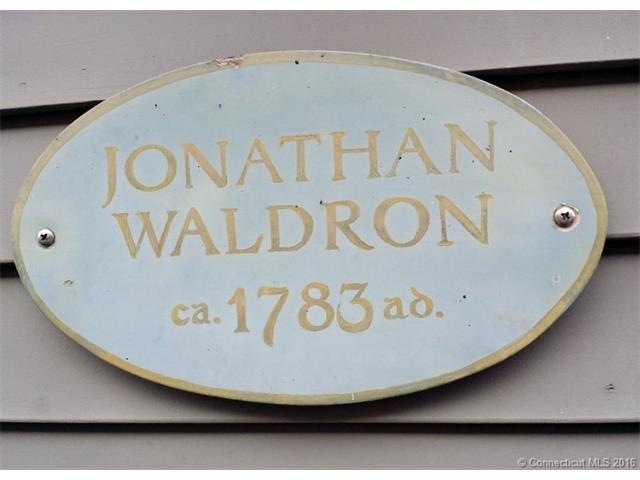 JONATHAN
WALDRON
ca. 1783 ad.
© Connecticut MLS 2016